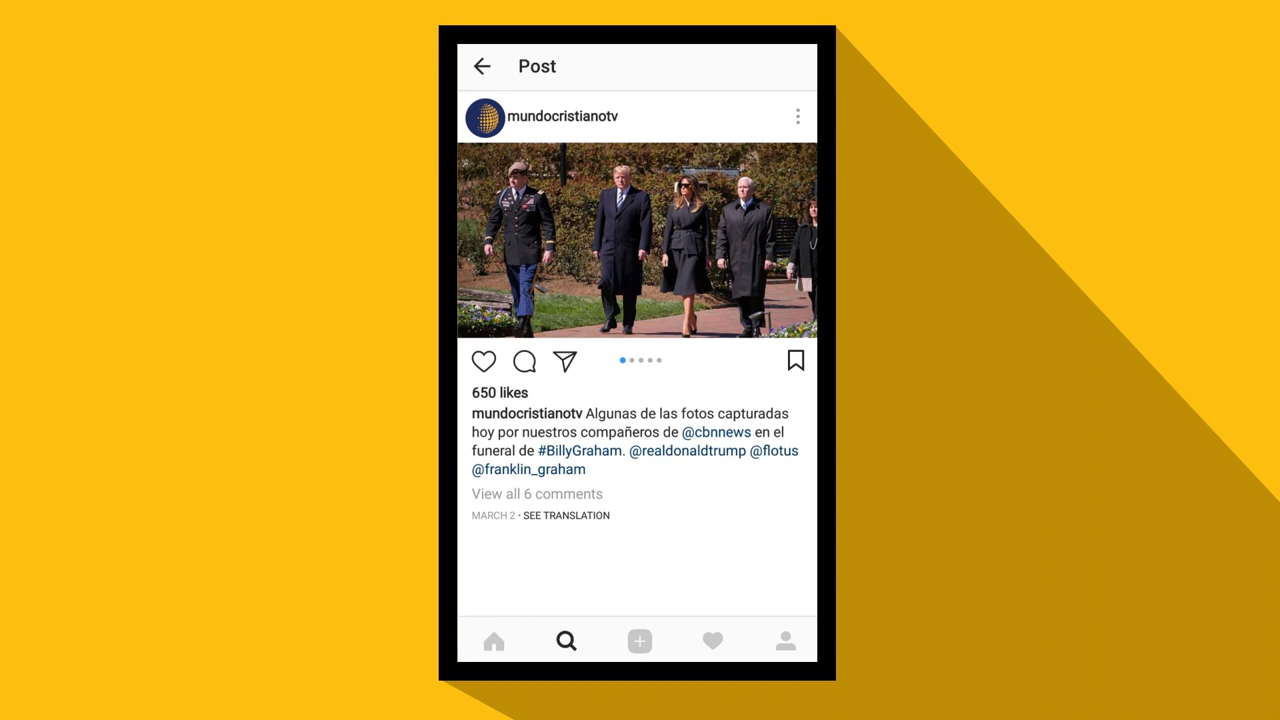 Post
mundocristianotv
650 likes
mundocristianotv Algunas de las fotos capturadas
hoy por nuestros compañeros de @cbnnews en el
funeral de #BillyGraham. @realdonaldtrump @flotus
@franklin_graham
View all 6 comments
MARCH 2 • SEE TRANSLATION